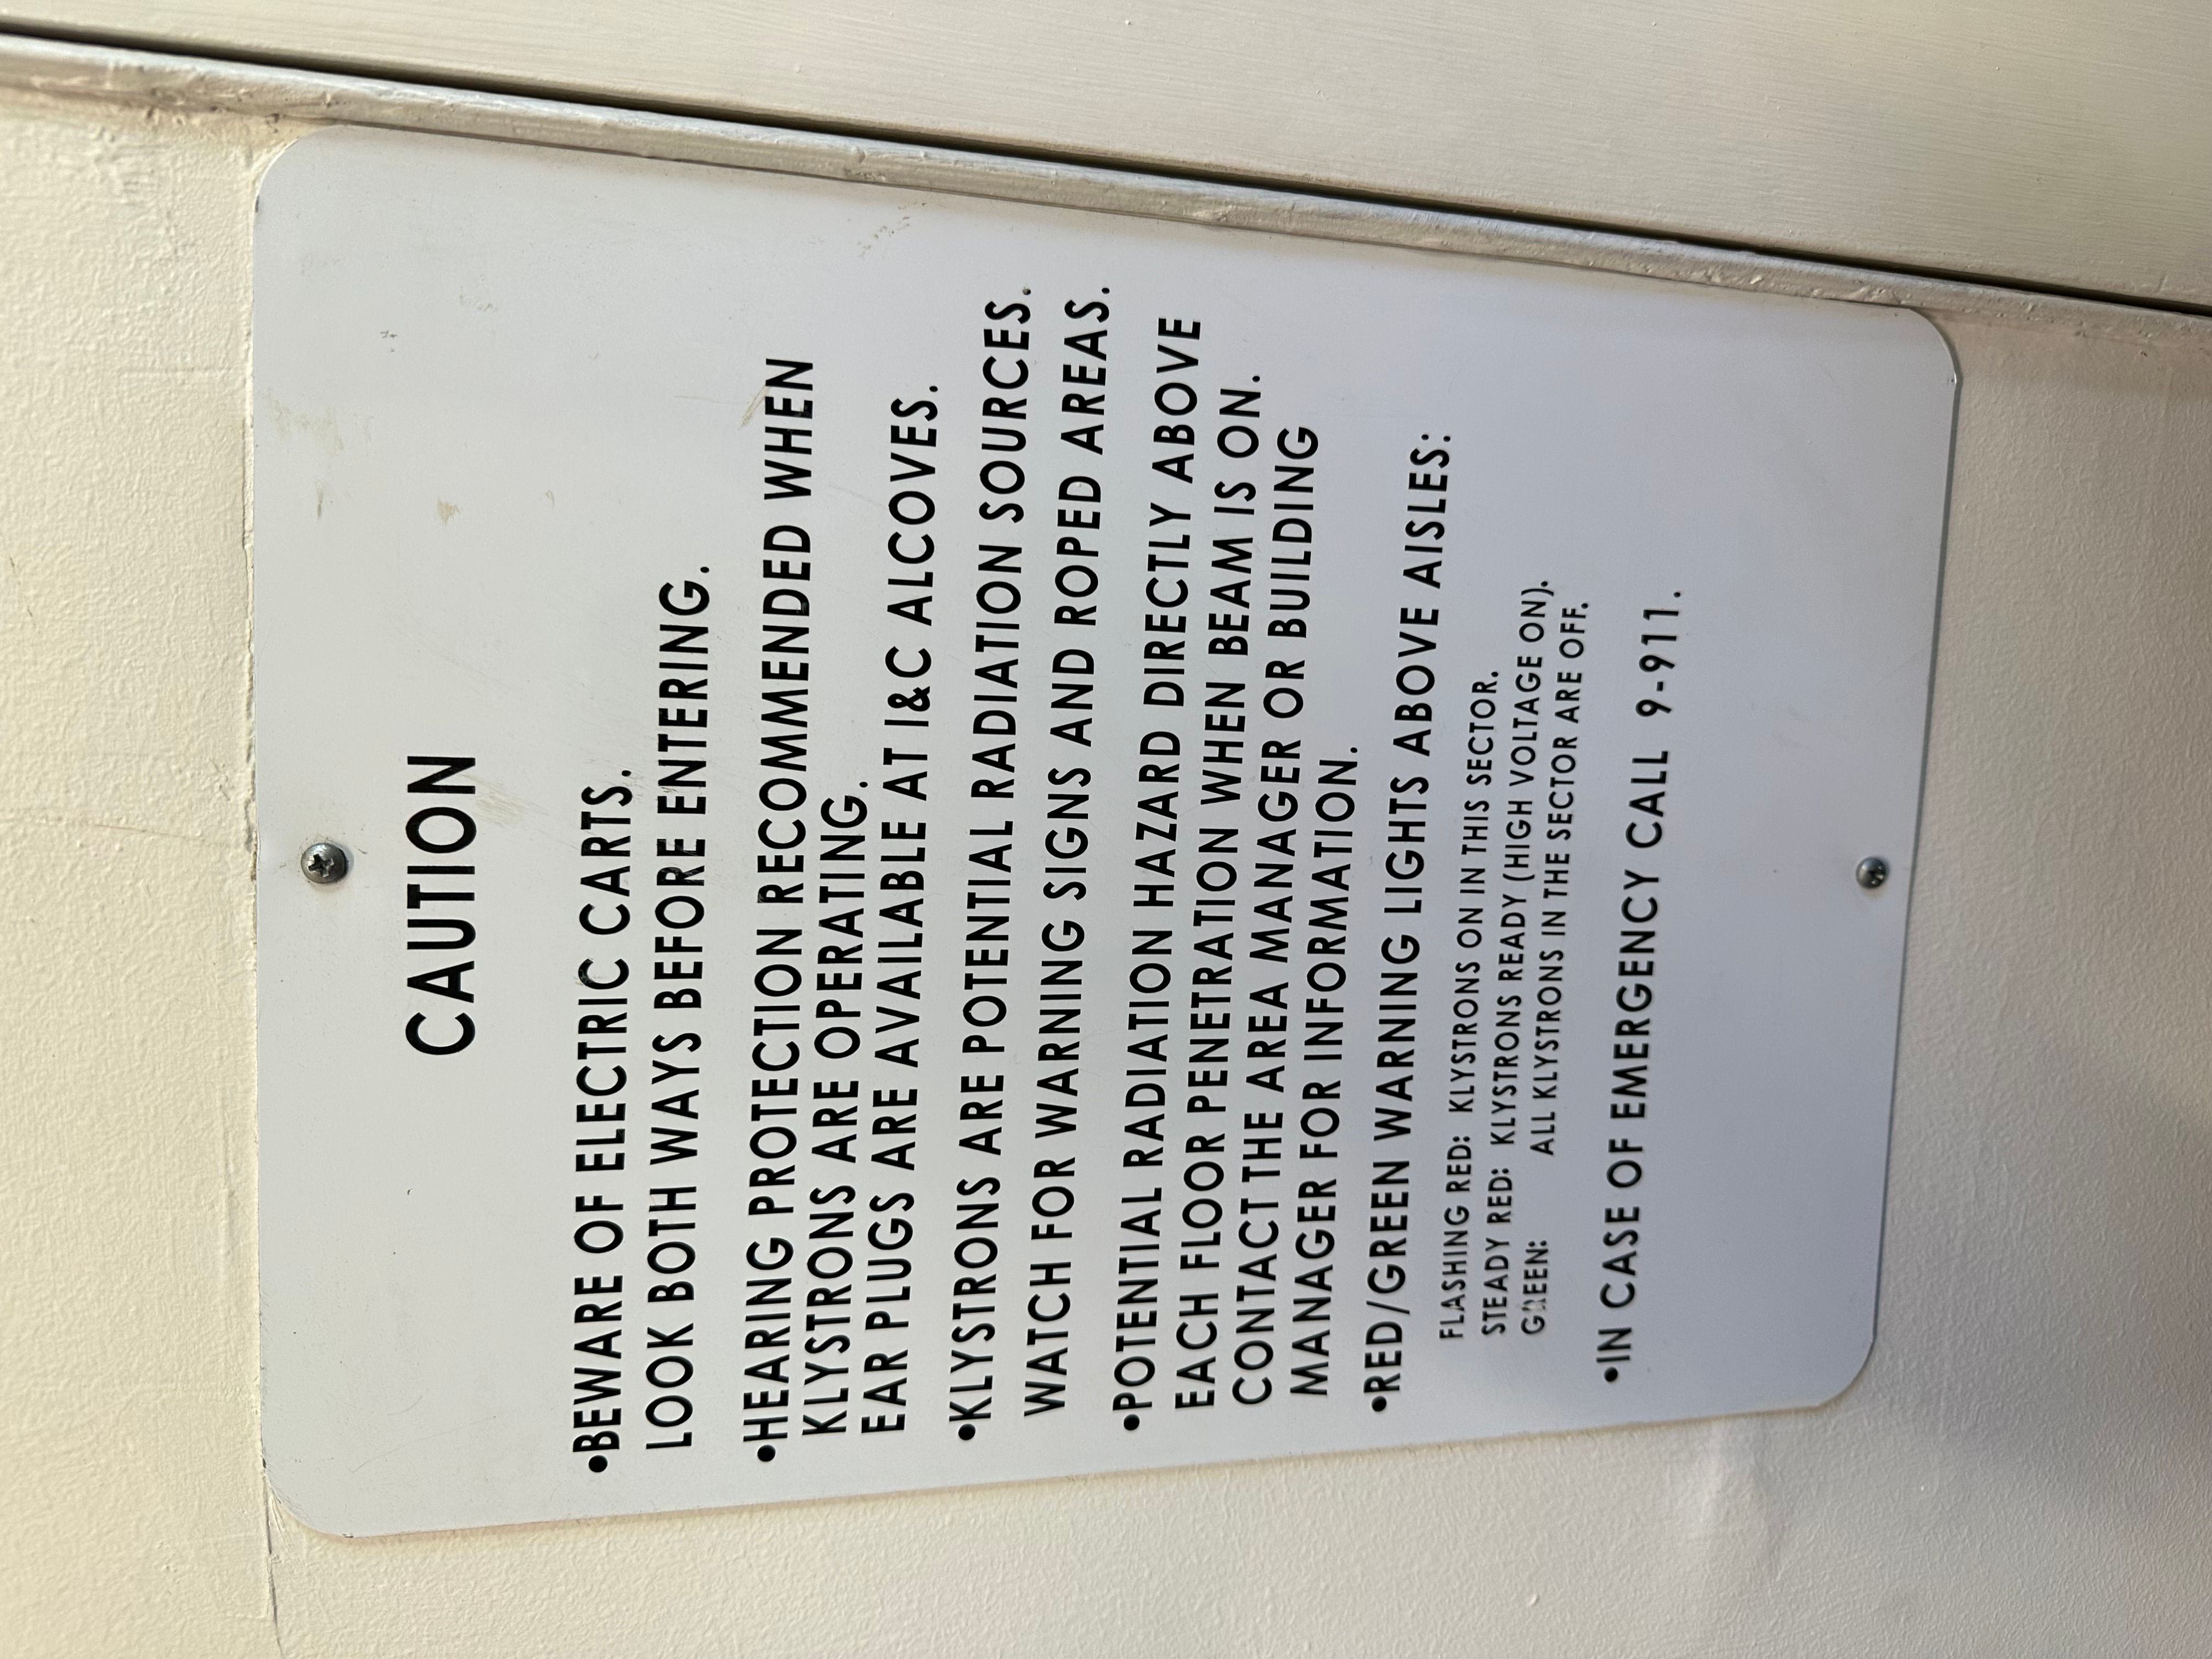 CAUTION
•BEWARE OF ELECTRIC CARTS.
LOOK BOTH WAYS BEFORE ENTERING.
•HEARING PROTECTION RECOMMENDED WHEN
KLYSTRONS ARE OPERATING.
EAR PLUGS ARE AVAILABLE AT I&C ALCOVES.
•KLYSTRONS ARE POTENTIAL RADIATION SOURCES.
WATCH FOR WARNING SIGNS AND ROPED AREAS.
•POTENTIAL RADIATION HAZARD DIRECTLY ABOVE
EACH FLOOR PENETRATION WHEN BEAM IS ON.
CONTACT THE AREA MANAGER OR BUILDING
MANAGER FOR INFORMATION.
•RED/GREEN WARNING LIGHTS ABOVE AISLES:
FLASHING RED: KLYSTRONS ON IN THIS SECTOR.
STEADY RED: KLYSTRONS READY (HIGH VOLTAGE ON).
GREEN: ALL KLYSTRONS IN THE SECTOR ARE OFF.
•IN CASE OF EMERGENCY CALL 9-911.